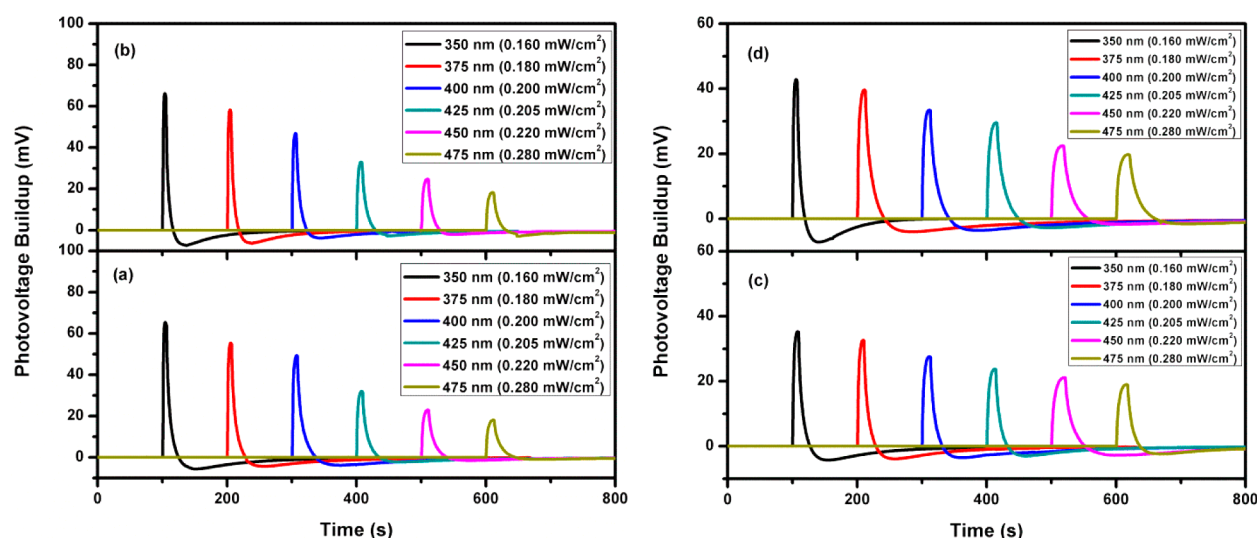 (b)
350 nm (0.160 mW/cm²)
375 nm (0.180 mW/cm²)
400 nm (0.200 mW/cm²)
425 nm (0.205 mW/cm²)
450 nm (0.220 mW/cm²)
475 nm (0.280 mW/cm²)
100
80
60
40
20
0
(a)
350 nm (0.160 mW/cm²)
375 nm (0.180 mW/cm²)
400 nm (0.200 mW/cm²)
425 nm (0.205 mW/cm²)
450 nm (0.220 mW/cm²)
475 nm (0.280 mW/cm²)
100
80
60
40
20
0
Photovoltage Buildup (mV)
0
200
400
600
800
Time (s)
(d)
350 nm (0.160 mW/cm²)
375 nm (0.180 mW/cm²)
400 nm (0.200 mW/cm²)
425 nm (0.205 mW/cm²)
450 nm (0.220 mW/cm²)
475 nm (0.280 mW/cm²)
60
40
20
0
(c)
350 nm (0.160 mW/cm²)
375 nm (0.180 mW/cm²)
400 nm (0.200 mW/cm²)
425 nm (0.205 mW/cm²)
450 nm (0.220 mW/cm²)
475 nm (0.280 mW/cm²)
60
40
20
0
Photovoltage Buildup (mV)
0
200
400
600
800
Time (s)